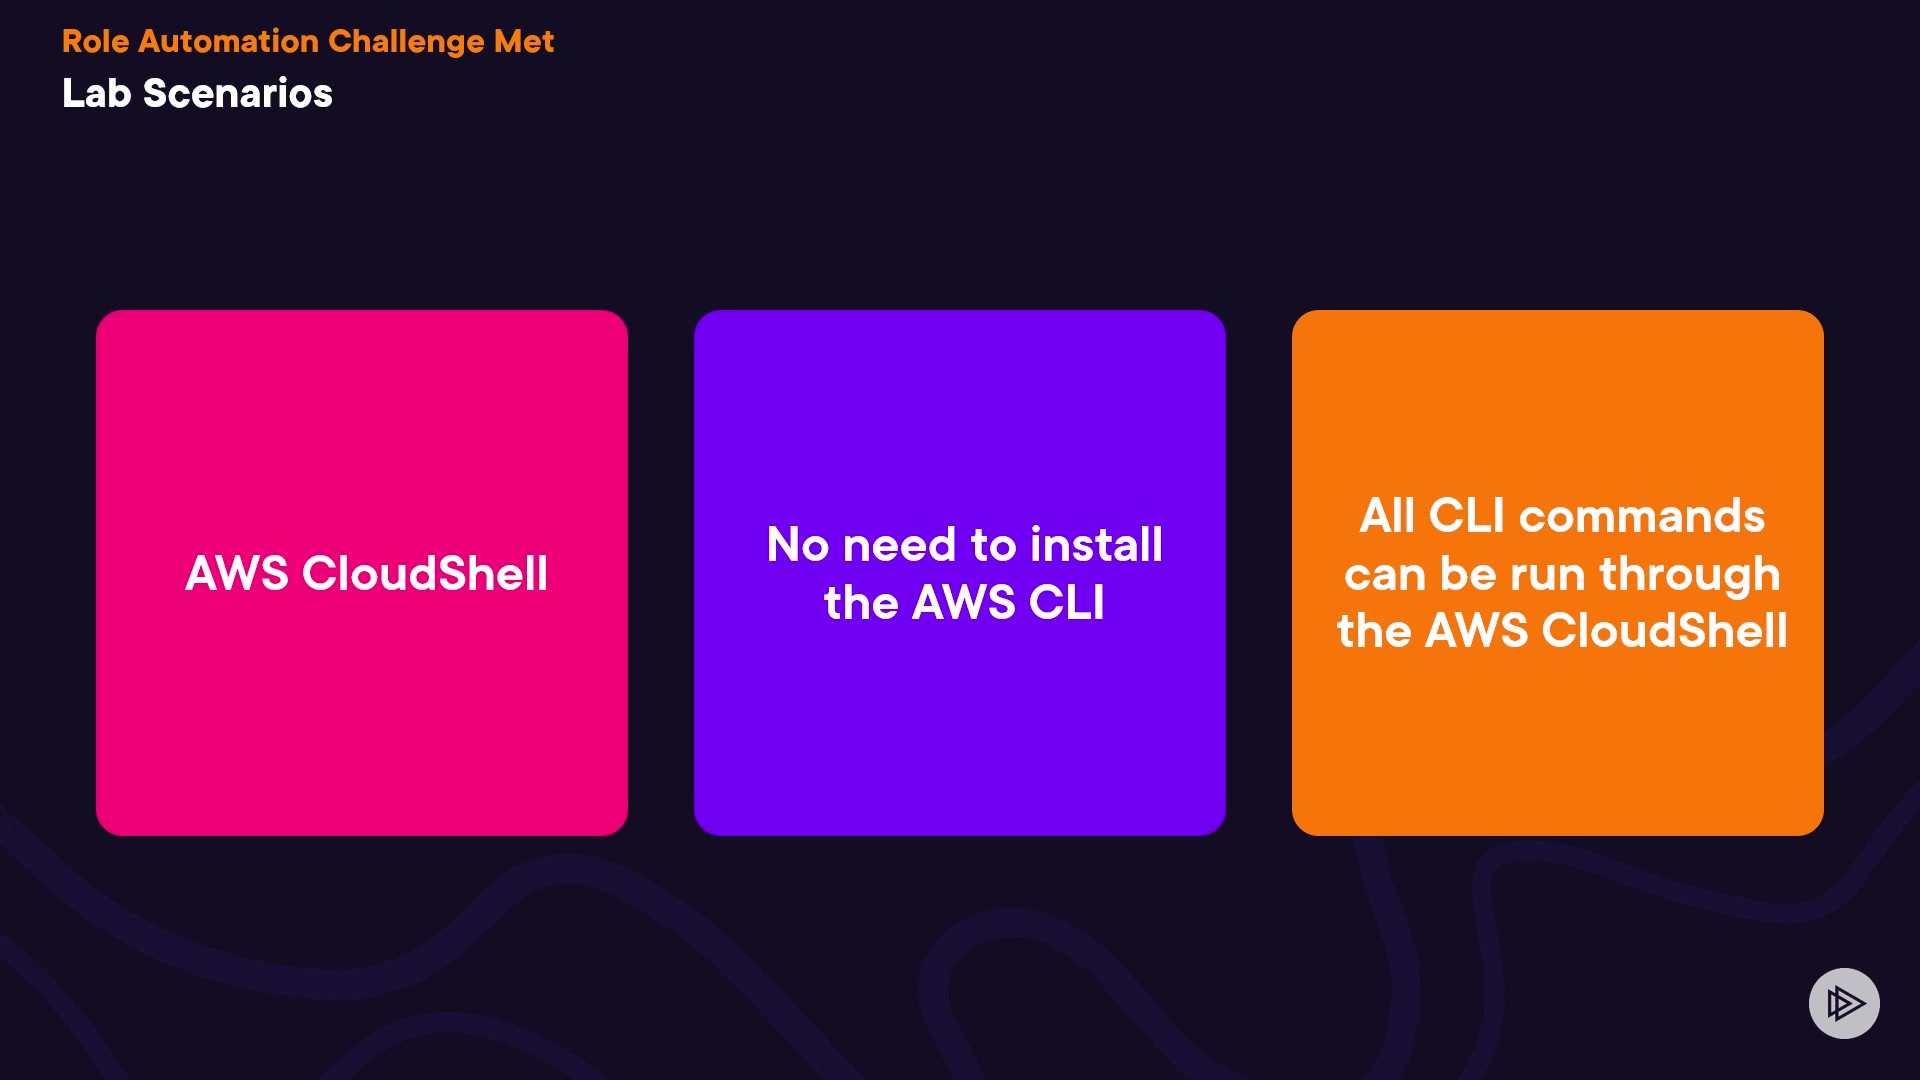 Role Automation Challenge Met
Lab Scenarios
AWS CloudShell
No need to install
the AWS CLI
All CLI commands
can be run through
the AWS CloudShell